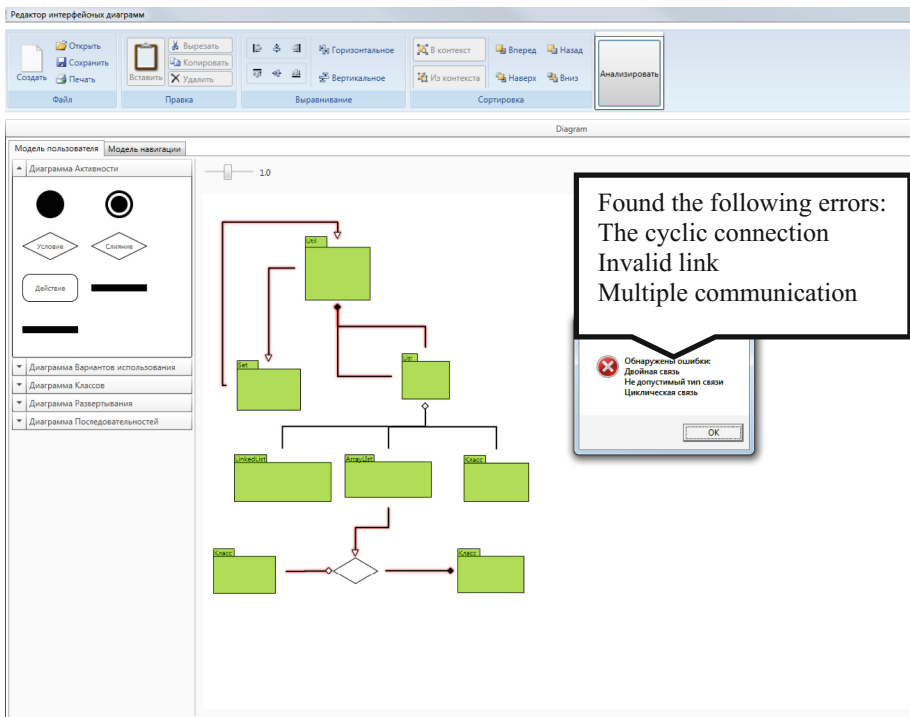 Редактор интерфейсных диаграмм
Создать
Открыть
Сохранить
Печать
Файл
Вставить
Вырезать
Копировать
Удалить
Правка
Горизонтальное
Вертикальное
Выравнивание
В контекст
Из контекста
Вперед
Назад
Наверх
Вниз
Сортировка
Анализировать
Diagram
Модель пользователя
Модель навигации
Диаграмма Активности
Условие
Слияние
Действие
Диаграмма Вариантов использования
Диаграмма Классов
Диаграмма Развертывания
Диаграмма Последовательностей
1.0
Util
Set
LinkedList
ArrayList
Класс
Класс
Класс
Found the following errors:
The cyclic connection
Invalid link
Multiple communication
Обнаружены ошибки:
Двойная связь
Не допустимый тип связи
Циклическая связь
OK